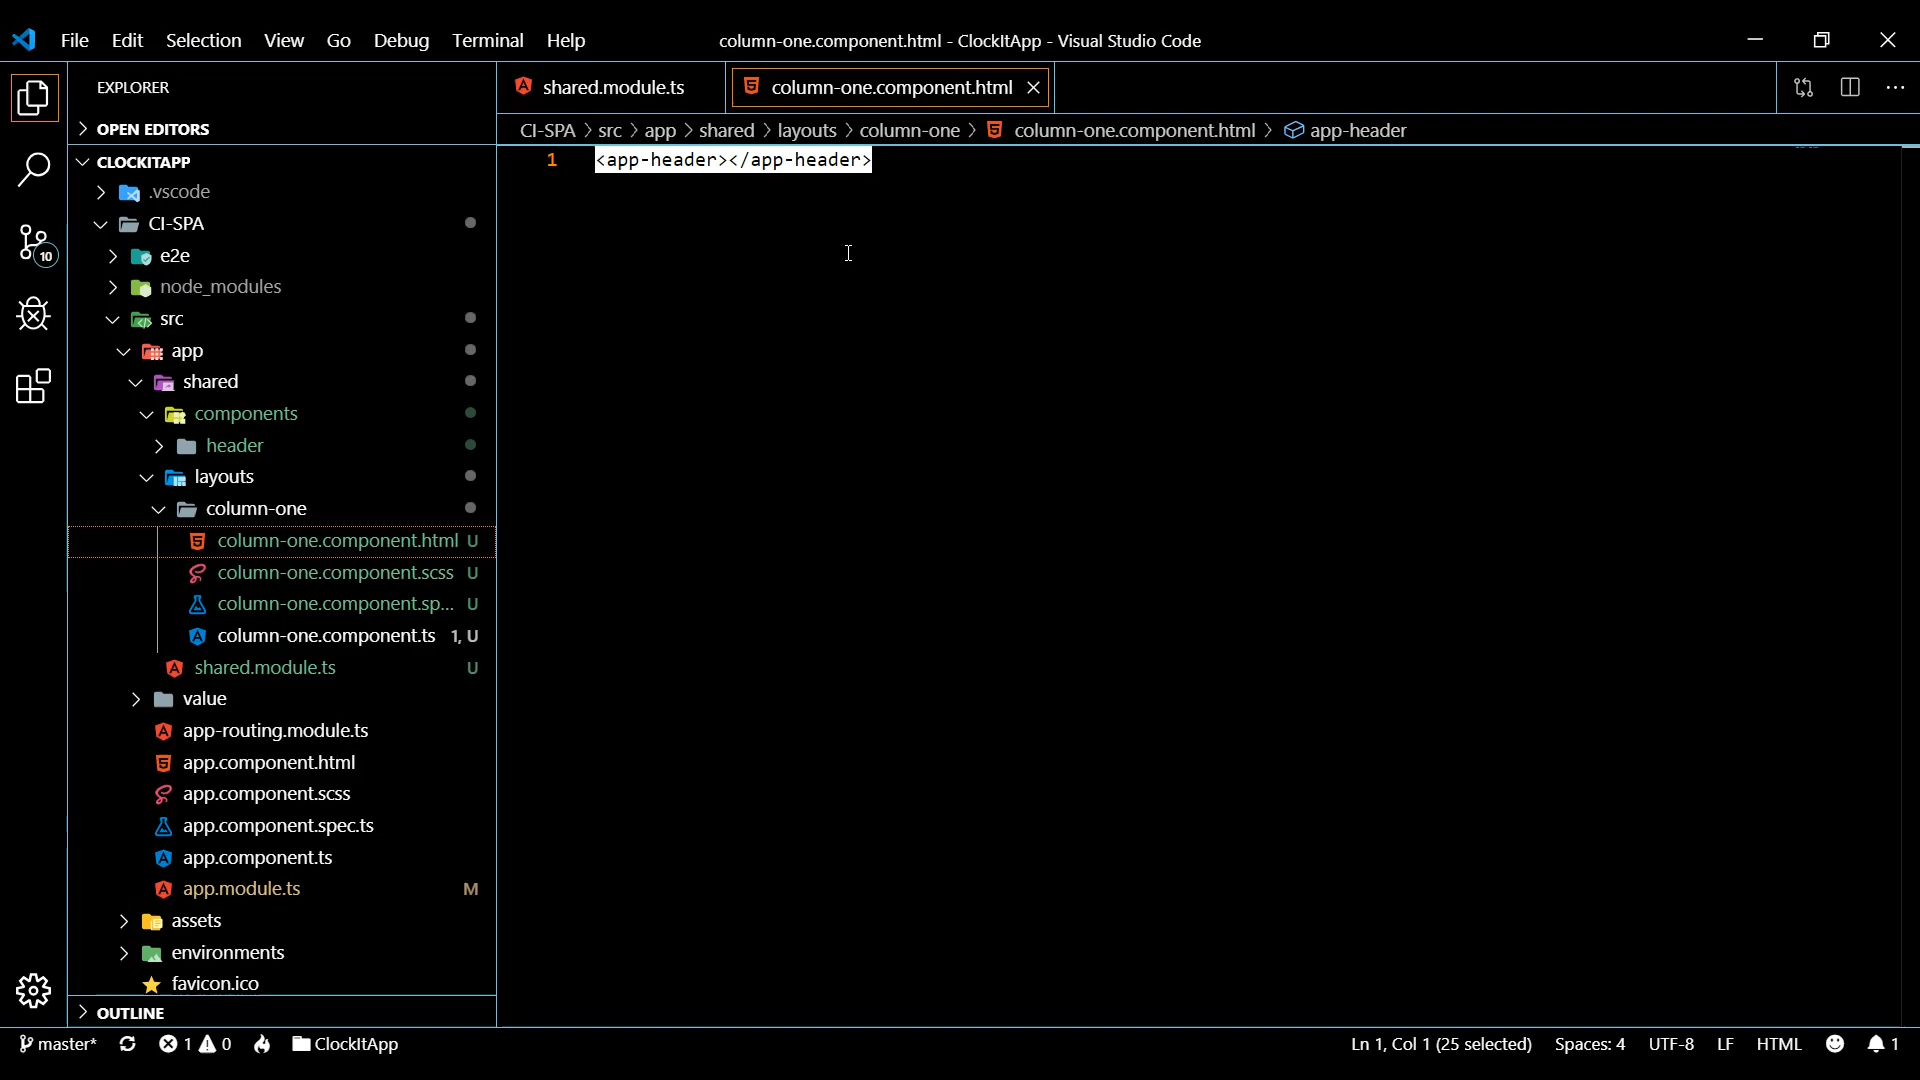 File Edit Selection View Go Debug Terminal Help column-one.component.html - ClockItApp - Visual Studio Code
EXPLORER
shared.module.ts column-one.component.html
OPEN EDITORS
CI-SPA > src > app > shared > layouts > column-one > column-one.component.html > app-header
CLOCKITAPP
1 <app-header></app-header>
.vscode
CI-SPA
10
e2e
node_modules
src
app
shared
components
header
layouts
column-one
column-one.component.html U
column-one.component.scss U
column-one.component.sp... U
column-one.component.ts 1, U
shared.module.ts U
value
app-routing.module.ts
app.component.html
app.component.scss
app.component.spec.ts
app.component.ts
app.module.ts M
assets
environments
favicon.ico
OUTLINE
master* 1 0 ClockItApp Ln 1, Col 1 (25 selected) Spaces: 4 UTF-8 LF HTML 1